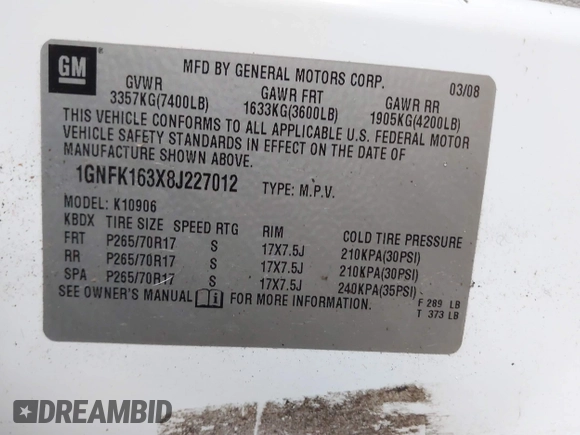 GM
MFD BY GENERAL MOTORS CORP. 03/08
GVWR GAWR FRT GAWR RR
3357KG(7400LB) 1633KG(3600LB) 1905KG(4200LB)
THIS VEHICLE CONFORMS TO ALL APPLICABLE U.S. FEDERAL MOTOR
VEHICLE SAFETY STANDARDS IN EFFECT ON THE DATE OF
MANUFACTURE SHOWN ABOVE.
1GNFK163X8J227012 TYPE: M.P.V.
MODEL: K10906
KBDX TIRE SIZE SPEED RTG RIM COLD TIRE PRESSURE
FRT P265/70R17 S 17X7.5J 210KPA(30PSI)
RR P265/70R17 S 17X7.5J 210KPA(30PSI)
SPA P265/70R17 S 17X7.5J 240KPA(35PSI)
SEE OWNER'S MANUAL i FOR MORE INFORMATION.
F 289 LB
T 373 LB
DREAMBID